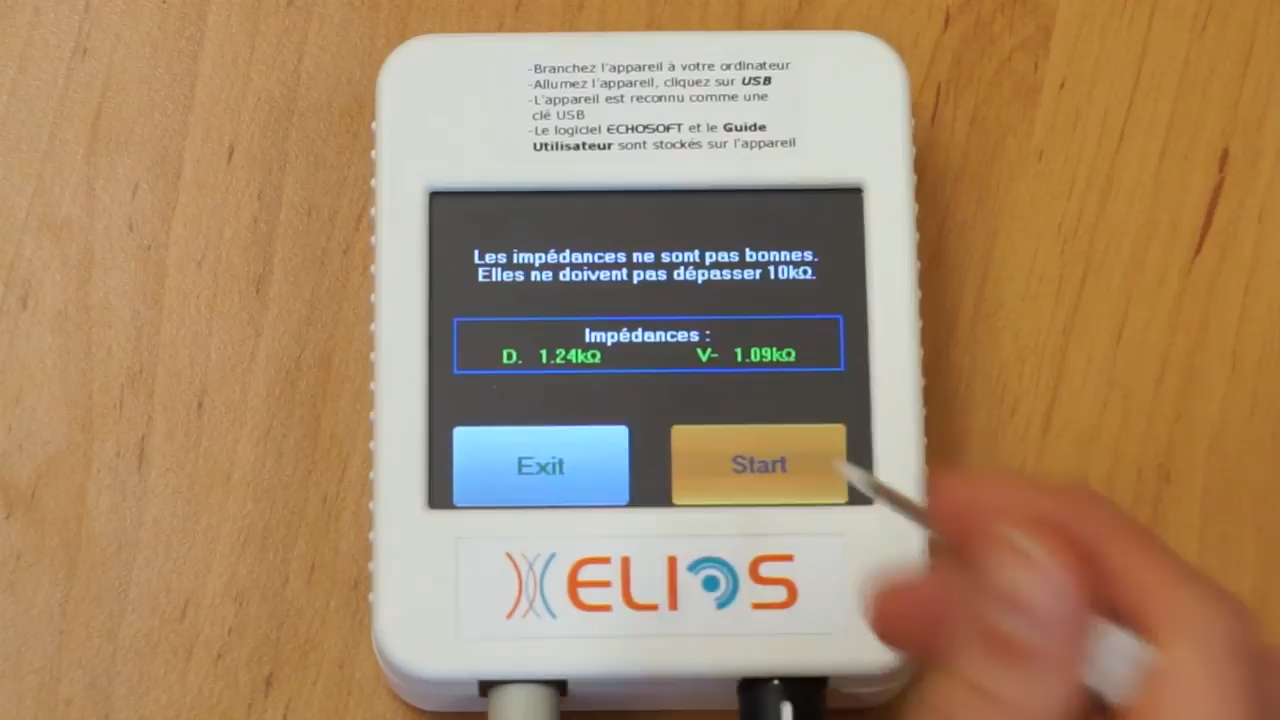 -Branchez l'appareil à votre ordinateur
-Allumez l'appareil, cliquez sur USB
-L'appareil est reconnu comme une
clé USB
-Le logiciel ECHOSOFT et le Guide
Utilisateur sont stockés sur l'appareil
Les impédances ne sont pas bonnes.
Elles ne doivent pas dépasser 10kΩ.
Impédances :
D. 1.24kΩ V- 1.09kΩ
Exit Start
ELIOS